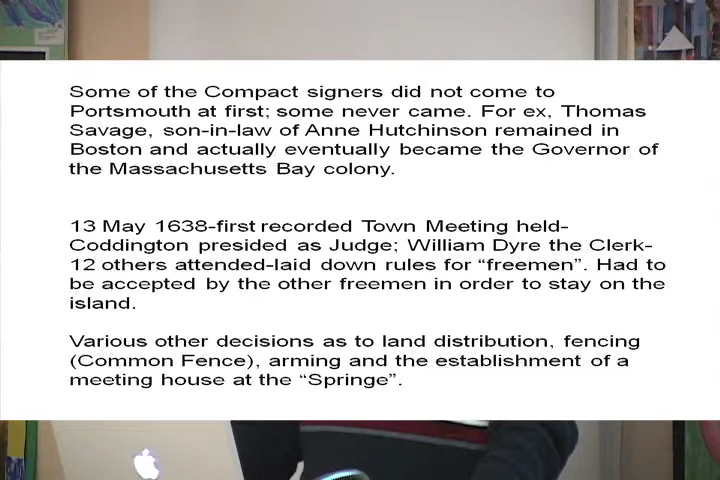 Some of the Compact signers did not come to
Portsmouth at first; some never came. For ex, Thomas
Savage, son-in-law of Anne Hutchinson remained in
Boston and actually eventually became the Governor of
the Massachusetts Bay colony.
13 May 1638-first recorded Town Meeting held-
Coddington presided as Judge; William Dyre the Clerk-
12 others attended-laid down rules for “freemen”. Had to
be accepted by the other freemen in order to stay on the
island.
Various other decisions as to land distribution, fencing
(Common Fence), arming and the establishment of a
meeting house at the “Springe”.